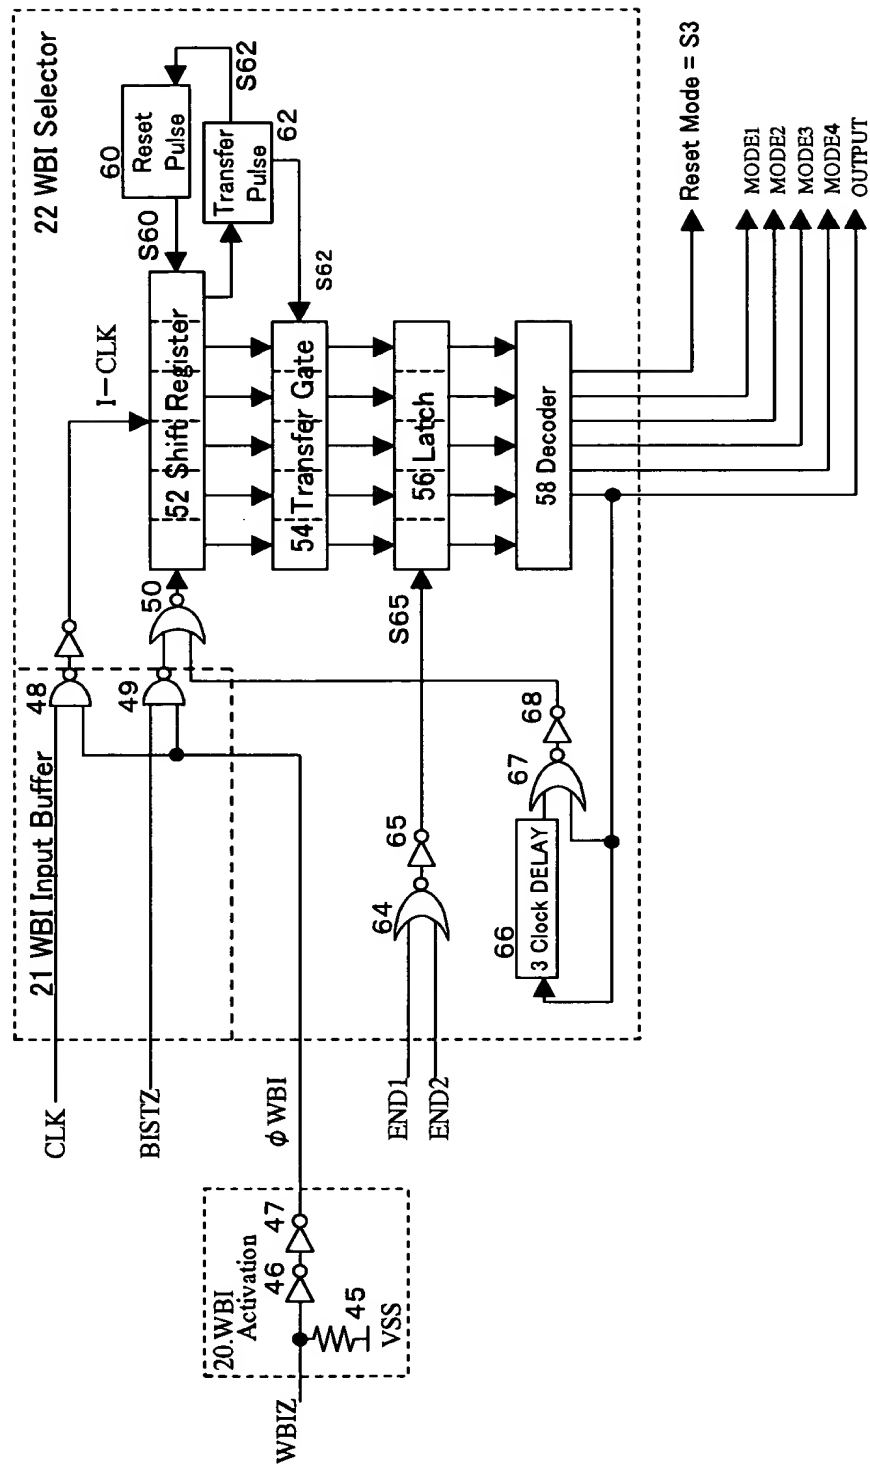 22 WBI Selector
21 WBI Input Buffer
20.WBI
Activation
CLK
BISTZ
φWBI
WBIZ
END1
END2
45
VSS
46
47
48
49
50
I-CLK
52 Shift Register
S60
60
Reset
Pulse
S62
Transfer
Pulse
62
S62
54 Transfer Gate
56 Latch
58 Decoder
S65
64
65
66
3 Clock DELAY
67
68
Reset Mode = S3
MODE1
MODE2
MODE3
MODE4
OUTPUT